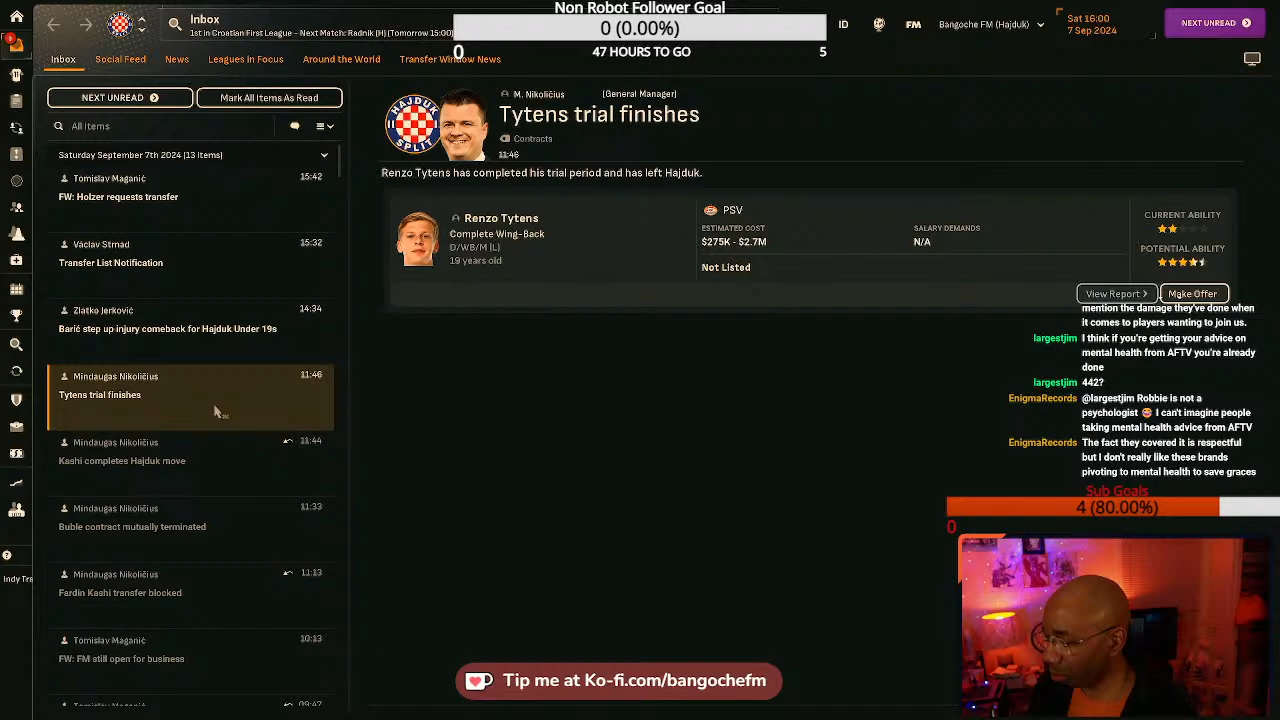 Non Robot Follower Goal
0 (0.00%)
0
47 HOURS TO GO
5
Inbox
1st in Croatian First League – Next Match: Radnik (H) (Tomorrow 15:00)
ID
FM
Bangoche FM (Hajduk)
Sat 16:00
7 Sep 2024
NEXT UNREAD
Inbox
Social Feed
News
Leagues in Focus
Around the World
Transfer Window News
NEXT UNREAD
Mark All Items As Read
All Items
Saturday September 7th 2024 (13 Items)
Tomislav Maganić
15:42
FW: Holzer requests transfer
Václav Strnad
15:32
Transfer List Notification
Zlatko Jerković
14:34
Barić step up injury comeback for Hajduk Under 19s
Mindaugas Nikoličius
11:46
Tytens trial finishes
Mindaugas Nikoličius
11:44
Kashi completes Hajduk move
Mindaugas Nikoličius
11:33
Buble contract mutually terminated
Mindaugas Nikoličius
11:13
Fardin Kashi transfer blocked
Tomislav Maganić
10:13
FW: FM still open for business
09:47
Indy Tra
HAJDUK
SPLIT
M. Nikoličius
(General Manager)
Tytens trial finishes
Contracts
11:46
Renzo Tytens has completed his trial period and has left Hajduk.
Renzo Tytens
Complete Wing-Back
D/WB/M (L)
19 years old
PSV
ESTIMATED COST
$275K - $2.7M
SALARY DEMANDS
N/A
Not Listed
CURRENT ABILITY
POTENTIAL ABILITY
View Report
Make Offer
mention the damage they've done when
it comes to players wanting to join us.
largestjim I think if you're getting your advice on
mental health from AFTV you're already
done
largestjim 442?
EnigmaRecords @largestjim Robbie is not a
psychologist 🤩 I can't imagine people
taking mental health advice from AFTV
EnigmaRecords The fact they covered it is respectful
but I don't really like these brands
pivoting to mental health to save graces
Sub Goals
4 (80.00%)
0
Tip me at Ko-fi.com/bangochefm